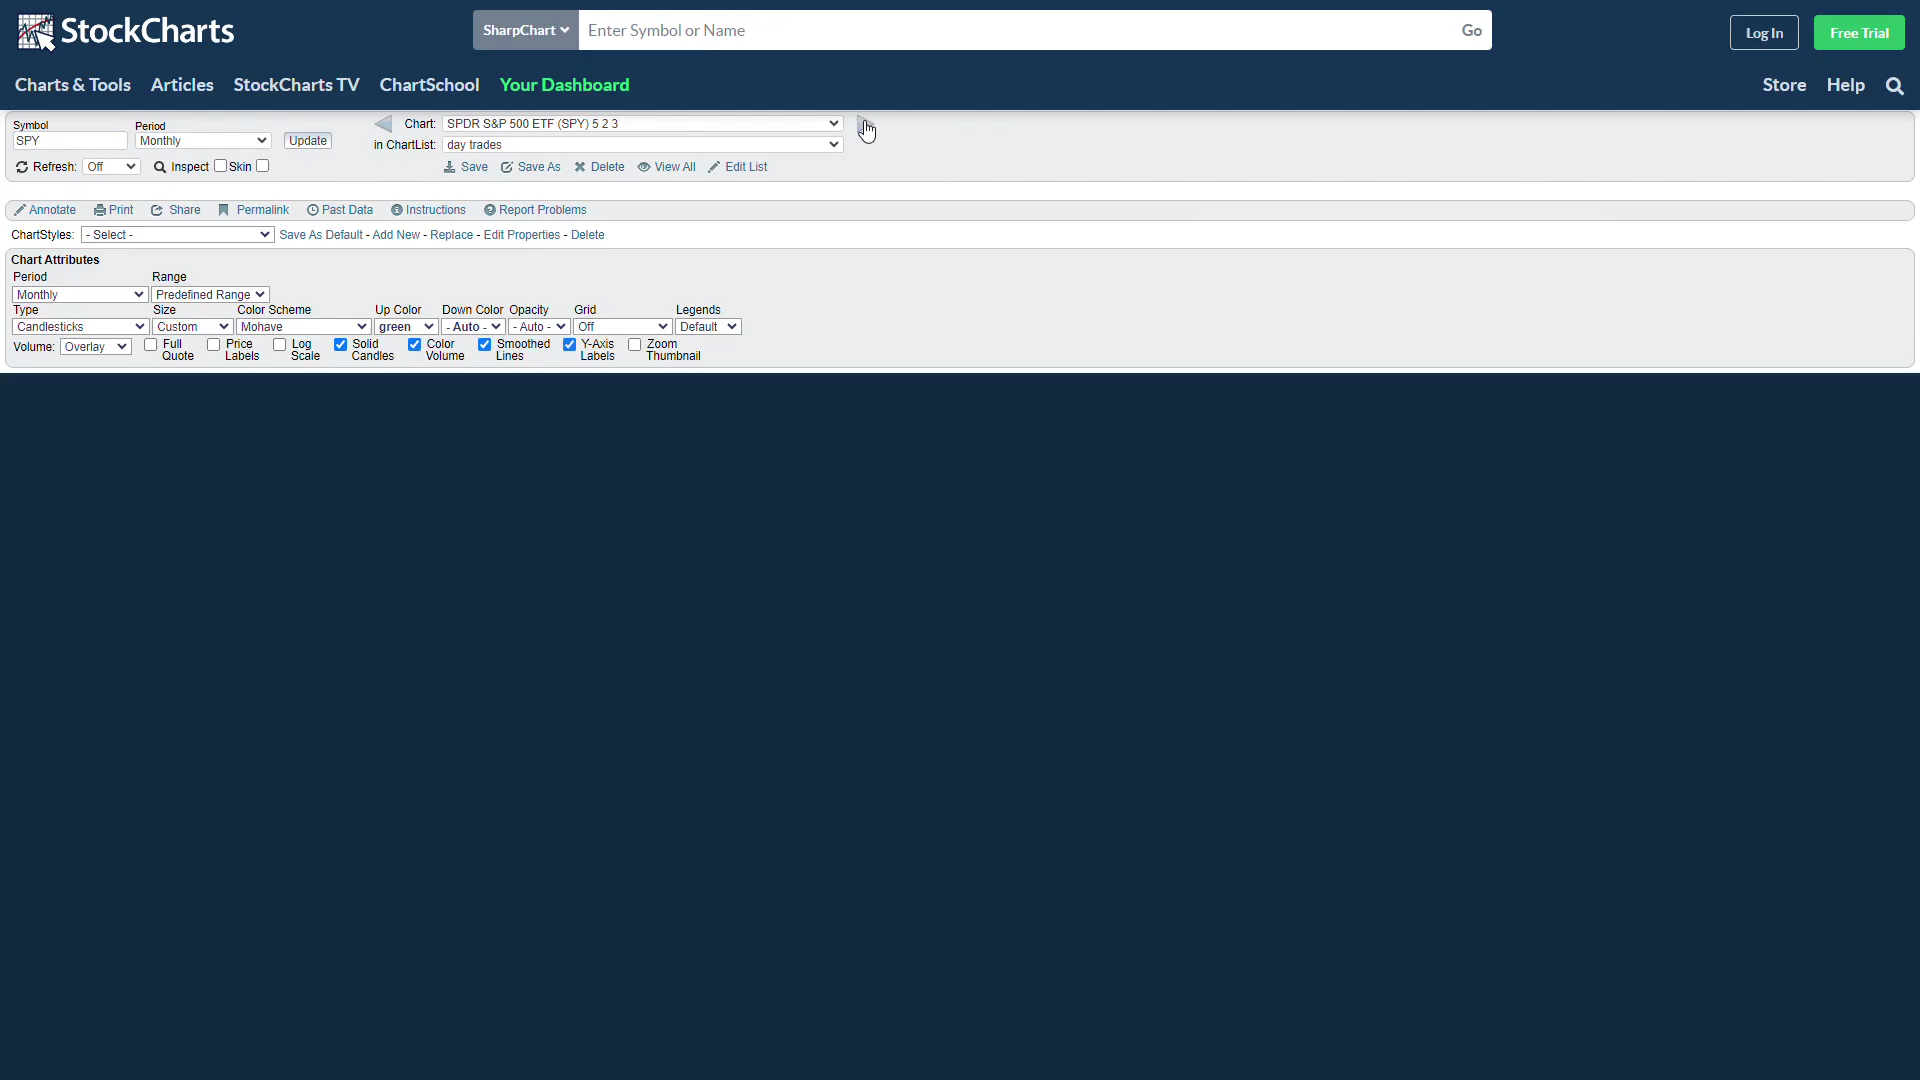 StockCharts
SharpChart Enter Symbol or Name Go
Log In Free Trial
Charts & Tools Articles StockCharts TV ChartSchool Your Dashboard Store Help
Symbol Period
SPY Monthly Update
Chart: SPDR S&P 500 ETF (SPY) 5 2 3
in ChartList: day trades
Refresh: Off Inspect Skin
Save Save As Delete View All Edit List
Annotate Print Share Permalink Past Data Instructions Report Problems
ChartStyles: - Select - Save As Default - Add New - Replace - Edit Properties - Delete
Chart Attributes
Period Range
Monthly Predefined Range
Type Size Color Scheme Up Color Down Color Opacity Grid Legends
Candlesticks Custom Mohave green - Auto - - Auto - Off Default
Volume: Overlay Full Quote Price Labels Log Scale Solid Candles Color Volume Smoothed Lines Y-Axis Labels Zoom Thumbnail